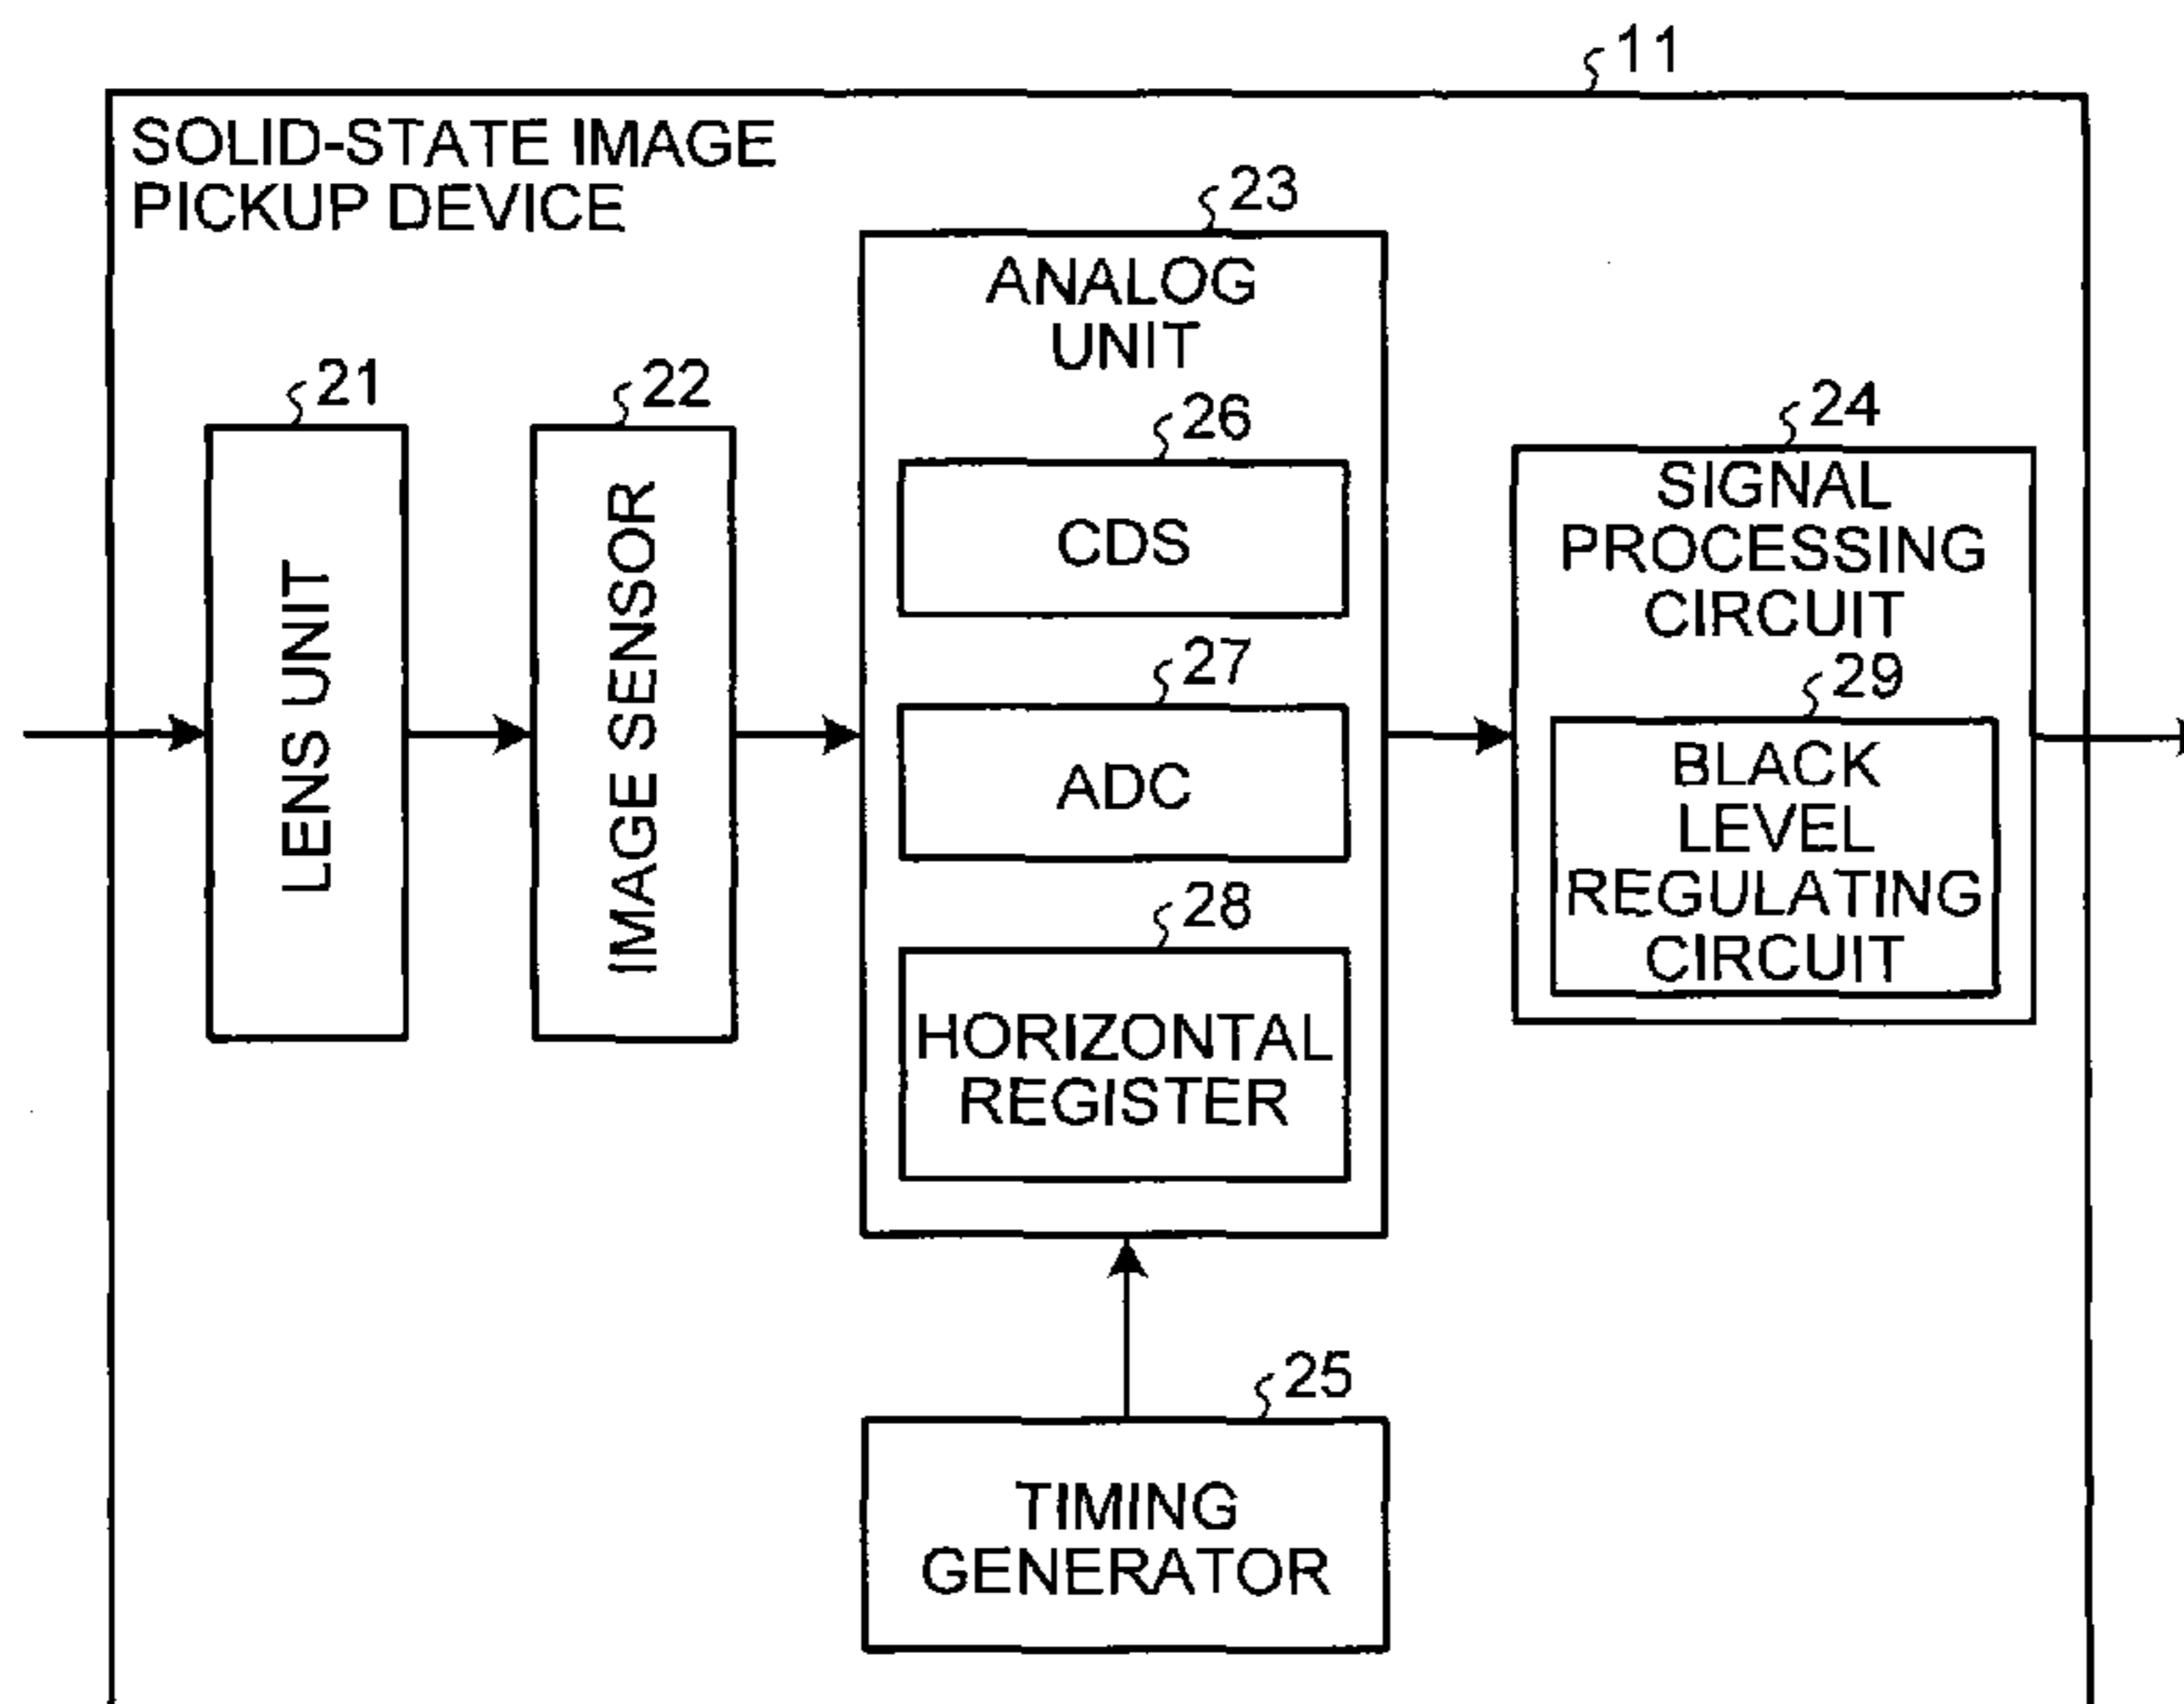 11
SOLID-STATE IMAGE
PICKUP DEVICE
21
LENS UNIT
22
IMAGE SENSOR
23
ANALOG
UNIT
26
CDS
27
ADC
28
HORIZONTAL
REGISTER
24
SIGNAL
PROCESSING
CIRCUIT
29
BLACK
LEVEL
REGULATING
CIRCUIT
25
TIMING
GENERATOR